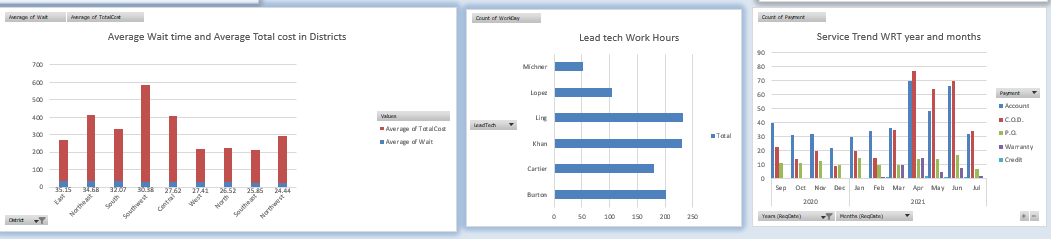 Average of Wait
Average of TotalCost
Average Wait time and Average Total cost in Districts
700
600
500
400
300
200
100
0
35.15
34.68
32.07
30.38
27.62
27.41
26.52
25.85
24.44
East
Northeast
South
Southwest
Central
West
North
Southeast
Northwest
Values
Average of TotalCost
Average of Wait
District
Count of WorkDay
Lead tech Work Hours
Michner
Lopez
Ling
Khan
Cartier
Burton
0 50 100 150 200 250
LeadTech
Total
Count of Payment
Service Trend WRT year and months
90
80
70
60
50
40
30
20
10
0
Sep Oct Nov Dec Jan Feb Mar Apr May Jun Jul
2020 2021
Payment
Account
C.O.D.
P.O.
Warranty
Credit
Years (ReqDate)
Months (ReqDate)
+ −